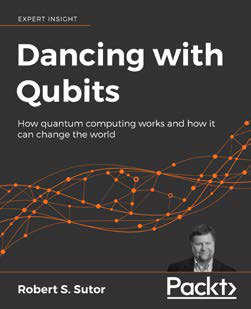 EXPERT INSIGHT
Dancing with
Qubits
How quantum computing works and how it
can change the world
Robert S. Sutor
Packt>